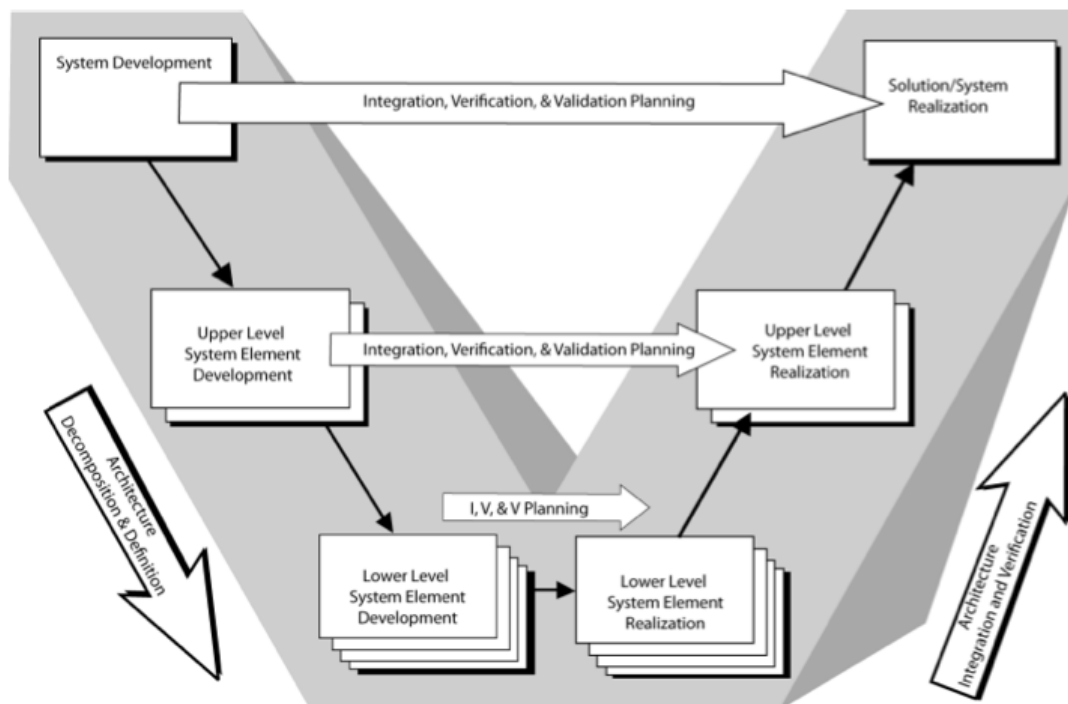 System Development
Integration, Verification, & Validation Planning
Solution/System
Realization
Upper Level
System Element
Development
Integration, Verification, & Validation Planning
Upper Level
System Element
Realization
Architecture
Decomposition & Definition
I, V, & V Planning
Lower Level
System Element
Development
Lower Level
System Element
Realization
Architecture
Integration and Verification